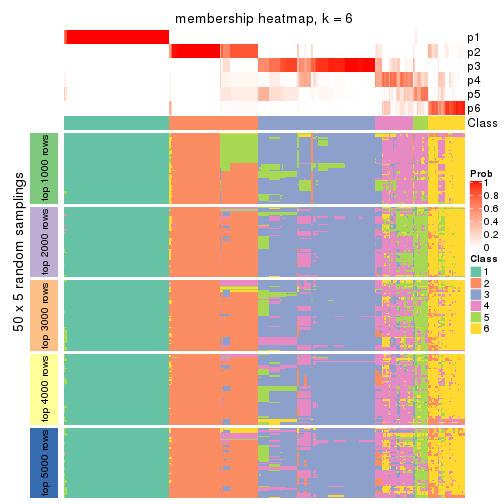 membership heatmap, k = 6
p1
p2
p3
p4
p5
p6
Class
50 x 5 random samplings
top 1000 rows
top 2000 rows
top 3000 rows
top 4000 rows
top 5000 rows
Prob
1
0.8
0.6
0.4
0.2
0
Class
1
2
3
4
5
6